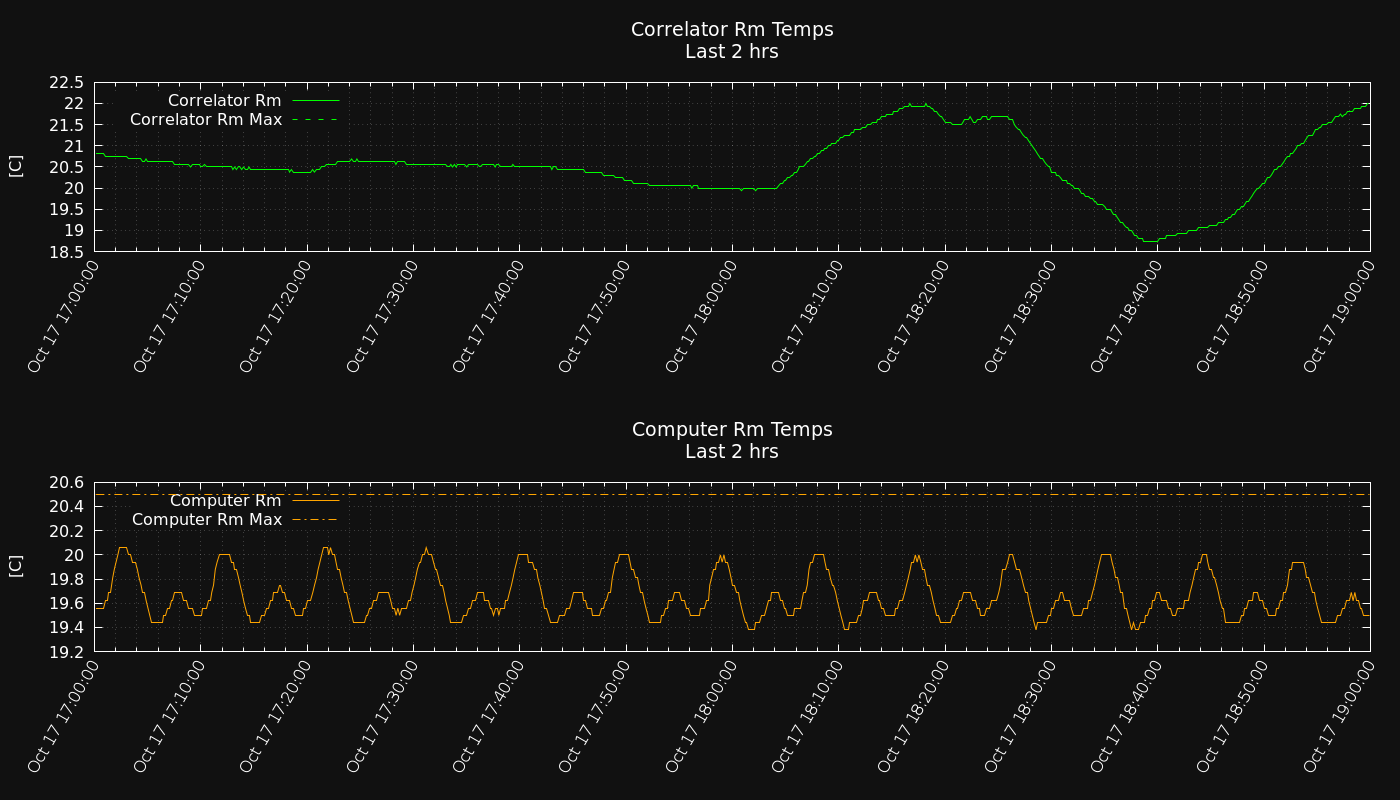 Correlator Rm Temps
Last 2 hrs
22.5
22
21.5
21
20.5
20
19.5
19
18.5
[C]
Correlator Rm
Correlator Rm Max
Oct 17 17:00:00
Oct 17 17:10:00
Oct 17 17:20:00
Oct 17 17:30:00
Oct 17 17:40:00
Oct 17 17:50:00
Oct 17 18:00:00
Oct 17 18:10:00
Oct 17 18:20:00
Oct 17 18:30:00
Oct 17 18:40:00
Oct 17 18:50:00
Oct 17 19:00:00
Computer Rm Temps
Last 2 hrs
20.6
20.4
20.2
20
19.8
19.6
19.4
19.2
[C]
Computer Rm
Computer Rm Max
Oct 17 17:00:00
Oct 17 17:10:00
Oct 17 17:20:00
Oct 17 17:30:00
Oct 17 17:40:00
Oct 17 17:50:00
Oct 17 18:00:00
Oct 17 18:10:00
Oct 17 18:20:00
Oct 17 18:30:00
Oct 17 18:40:00
Oct 17 18:50:00
Oct 17 19:00:00